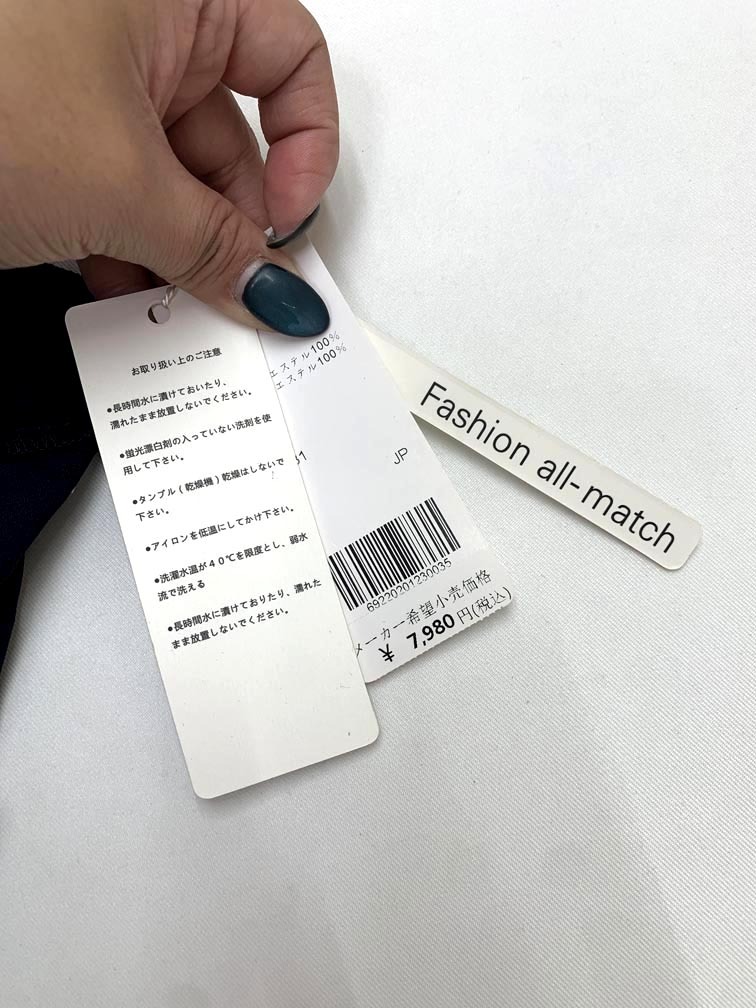 お取り扱い上のご注意
●長時間水に漬けておいたり、
濡れたまま放置しないでください。
●蛍光漂白剤の入っていない洗剤を使
用して下さい。
●タンブル(乾燥機)乾燥はしないで
下さい。
●アイロンを低温にしてかけ下さい。
●洗濯水温が40℃を限度とし、弱水
流で洗える
●長時間水に漬けておりたり、濡れた
まま放置しないでください。
エステル100%
エステル100%
JP
69220201230035
メーカー希望小売価格
¥ 7,980円(税込)
Fashion all-match